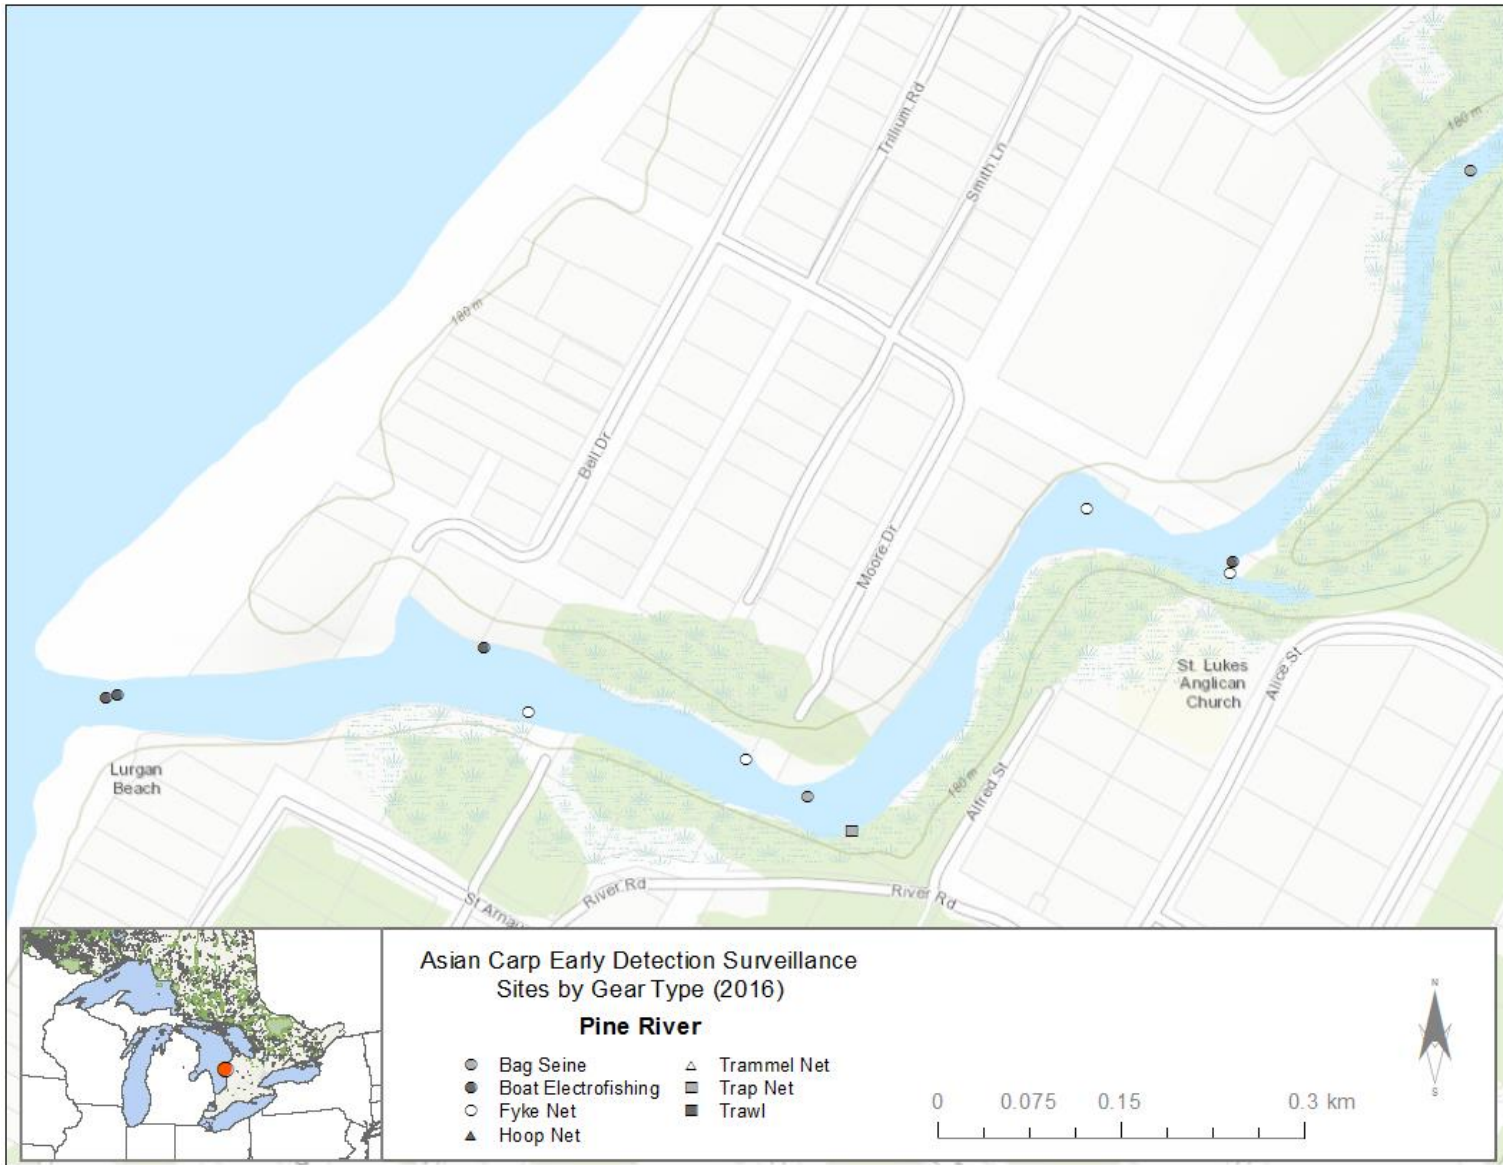 Trillium Rd
Smith Ln
180 m
180 m
Bell Dr
Moore Dr
St. Lukes
Anglican
Church
Alice St
Lurgan
Beach
180 m
Alfred St
River Rd
River Rd
St Arnaud
Asian Carp Early Detection Surveillance
Sites by Gear Type (2016)
Pine River
Bag Seine
Boat Electrofishing
Fyke Net
Hoop Net
Trammel Net
Trap Net
Trawl
0 0.075 0.15 0.3 km
N
S